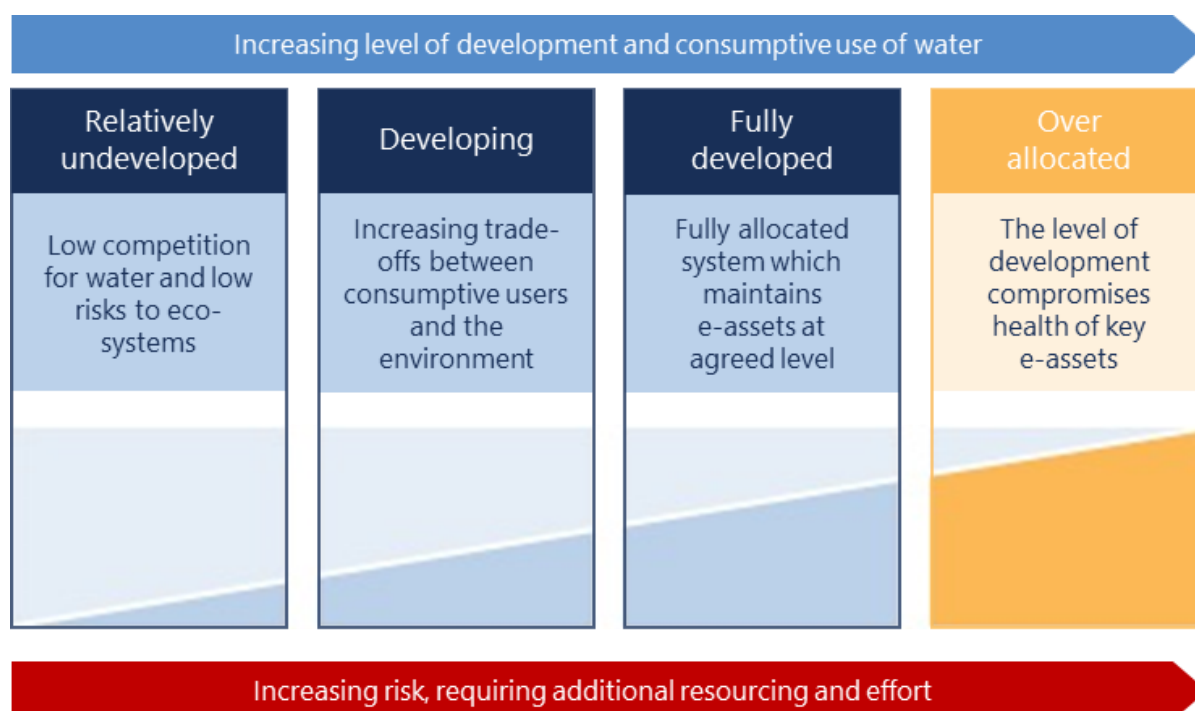 Increasing level of development and consumptive use of water
Relatively
undeveloped
Low competition
for water and low
risks to eco-
systems
Developing
Increasing trade-
offs between
consumptive users
and the
environment
Fully
developed
Fully allocated
system which
maintains
e-assets at
agreed level
Over
allocated
The level of
development
compromises
health of key
e-assets
Increasing risk, requiring additional resourcing and effort